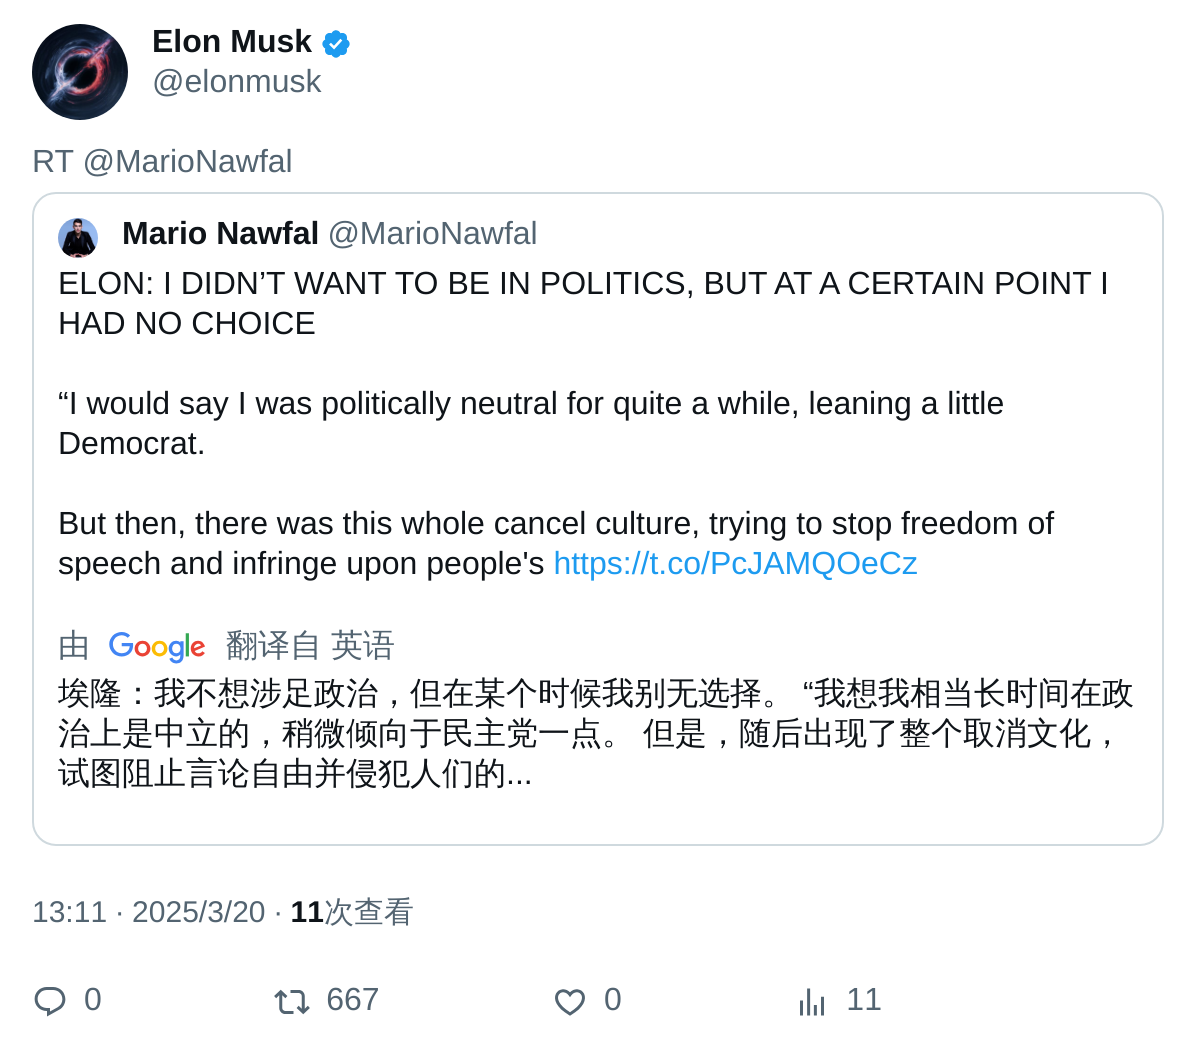 Elon Musk
@elonmusk
RT @MarioNawfal
Mario Nawfal @MarioNawfal
ELON: I DIDN’T WANT TO BE IN POLITICS, BUT AT A CERTAIN POINT I
HAD NO CHOICE
“I would say I was politically neutral for quite a while, leaning a little
Democrat.
But then, there was this whole cancel culture, trying to stop freedom of
speech and infringe upon people's https://t.co/PcJAMQOeCz
由 Google 翻译自 英语
埃隆：我不想涉足政治，但在某个时候我别无选择。 “我想我相当长时间在政
治上是中立的，稍微倾向于民主党一点。 但是，随后出现了整个取消文化，
试图阻止言论自由并侵犯人们的...
13:11 · 2025/3/20 · 11次查看
0 667 0 11